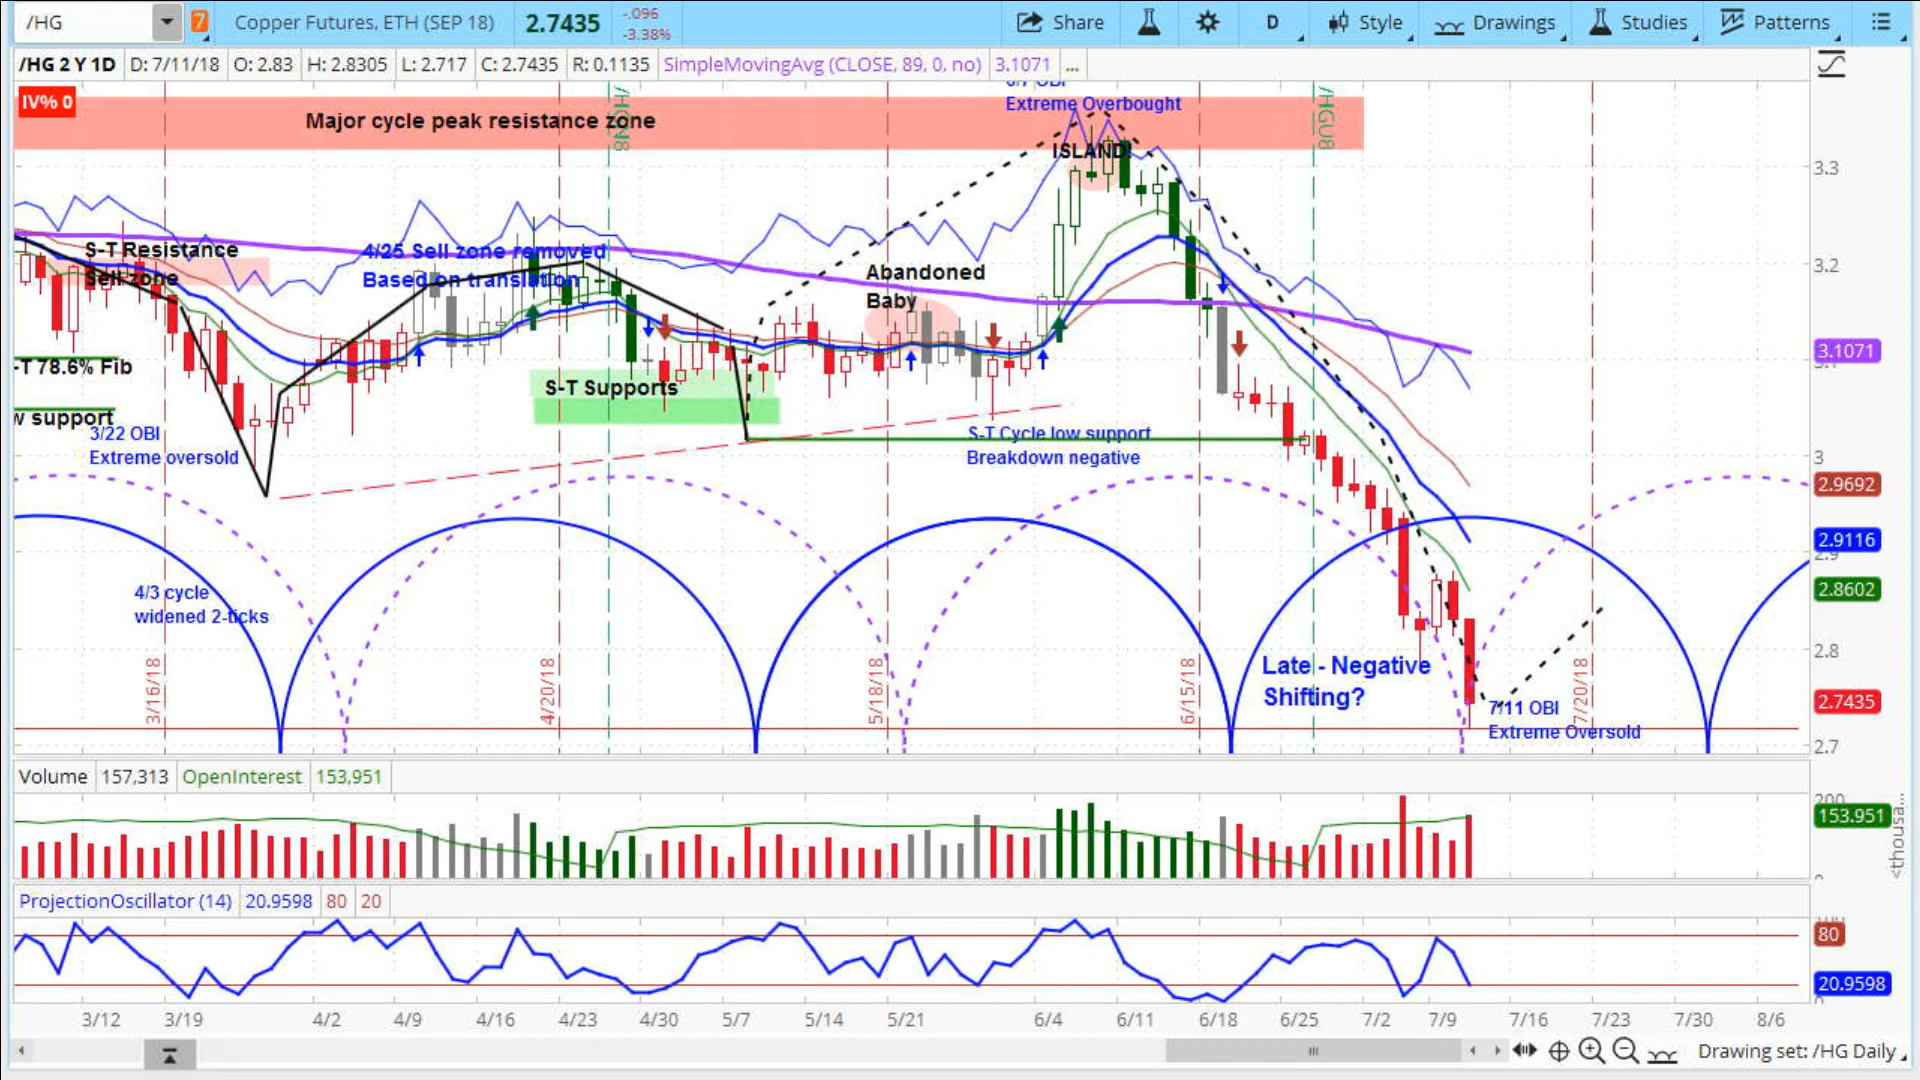 /HG
7
Copper Futures, ETH (SEP 18)
2.7435
-.096
-3.38%
Share
D
Style
Drawings
Studies
Patterns
/HG 2 Y 1D
D: 7/11/18
O: 2.83
H: 2.8305
L: 2.717
C: 2.7435
R: 0.1135
SimpleMovingAvg (CLOSE, 89, 0, no)
3.1071
...
IV% 0
Major cycle peak resistance zone
/HGN8
Extreme Overbought
/HGU8
ISLAND!
S-T Resistance
Sell zone
4/25 Sell zone removed
Based on translation
Abandoned
Baby
-T 78.6% Fib
w support
3/22 OBI
Extreme oversold
S-T Supports
S-T Cycle low support
Breakdown negative
4/3 cycle
widened 2-ticks
Late - Negative
Shifting?
7/11 OBI
Extreme Oversold
3/16/18
4/20/18
5/18/18
6/15/18
7/20/18
3.3
3.2
3.1071
3
2.9692
2.9116
2.9
2.8602
2.8
2.7435
2.7
Volume
157,313
OpenInterest
153,951
200
153,951
<thousa...
ProjectionOscillator (14)
20.9598
80
20
80
20.9598
3/12
3/19
4/2
4/9
4/16
4/23
4/30
5/7
5/14
5/21
6/4
6/11
6/18
6/25
7/2
7/9
7/16
7/23
7/30
8/6
Drawing set: /HG Daily